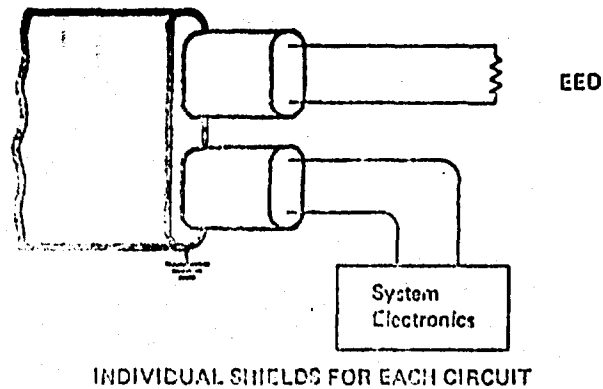 EED
System
Electronics
INDIVIDUAL SHIELDS FOR EACH CIRCUIT